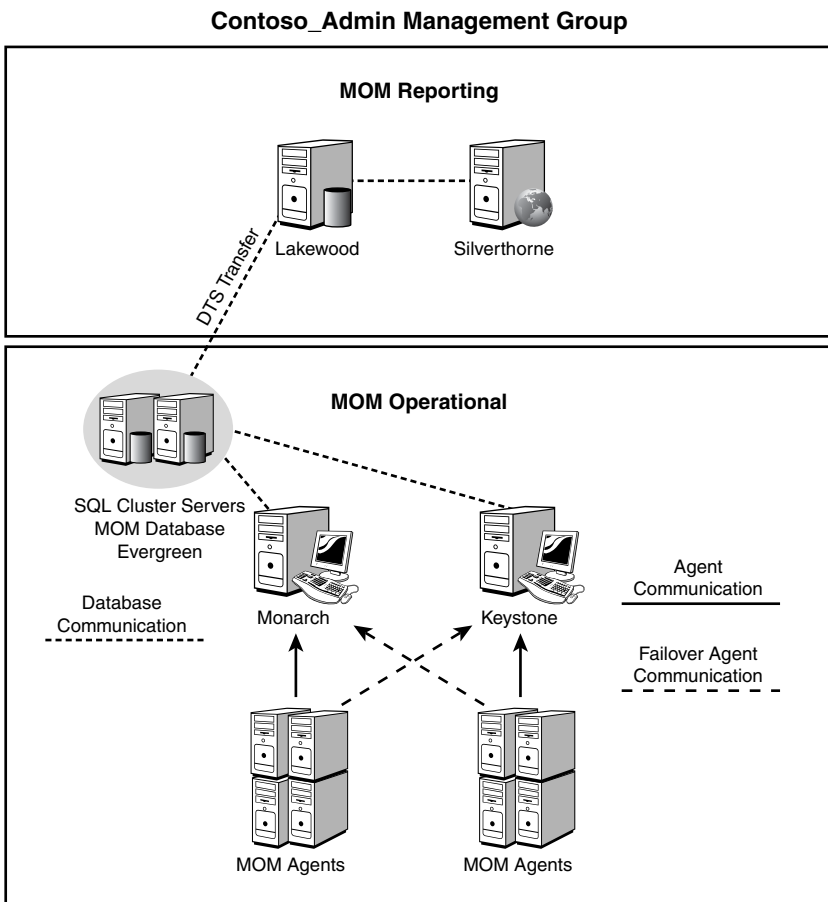 Contoso_Admin Management Group
MOM Reporting
Lakewood
Silverthorne
DTS Transfer
MOM Operational
SQL Cluster Servers
MOM Database
Evergreen
Database
Communication
Monarch
Keystone
Agent
Communication
Failover Agent
Communication
MOM Agents
MOM Agents